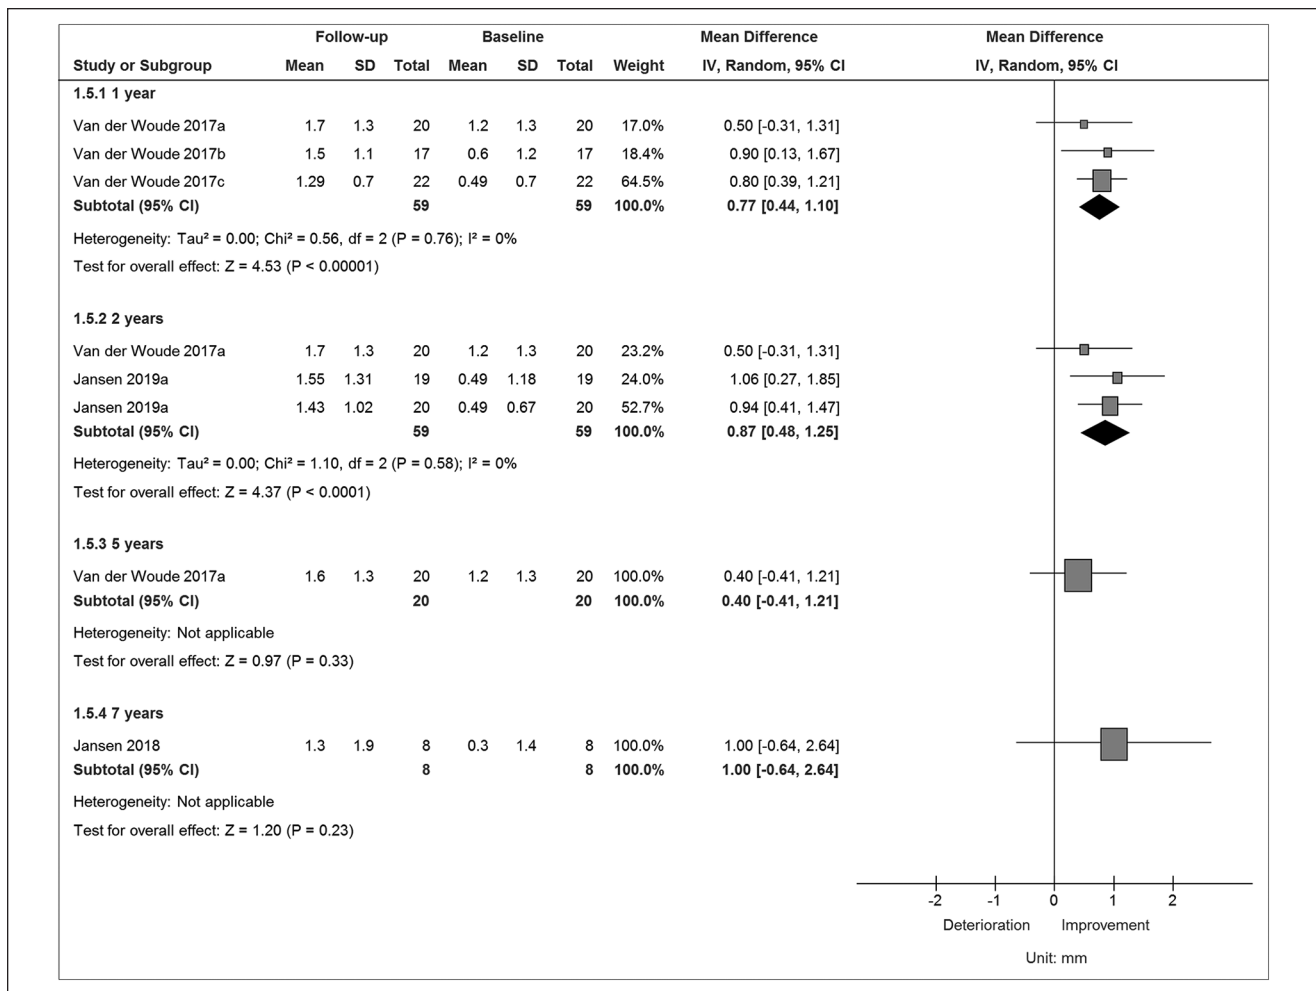 Follow-up Baseline Mean Difference Mean Difference
Study or Subgroup Mean SD Total Mean SD Total Weight IV, Random, 95% CI IV, Random, 95% CI
1.5.1 1 year
Van der Woude 2017a 1.7 1.3 20 1.2 1.3 20 17.0% 0.50 [-0.31, 1.31]
Van der Woude 2017b 1.5 1.1 17 0.6 1.2 17 18.4% 0.90 [0.13, 1.67]
Van der Woude 2017c 1.29 0.7 22 0.49 0.7 22 64.5% 0.80 [0.39, 1.21]
Subtotal (95% CI) 59 59 100.0% 0.77 [0.44, 1.10]
Heterogeneity: Tau² = 0.00; Chi² = 0.56, df = 2 (P = 0.76); I² = 0%
Test for overall effect: Z = 4.53 (P < 0.00001)
1.5.2 2 years
Van der Woude 2017a 1.7 1.3 20 1.2 1.3 20 23.2% 0.50 [-0.31, 1.31]
Jansen 2019a 1.55 1.31 19 0.49 1.18 19 24.0% 1.06 [0.27, 1.85]
Jansen 2019a 1.43 1.02 20 0.49 0.67 20 52.7% 0.94 [0.41, 1.47]
Subtotal (95% CI) 59 59 100.0% 0.87 [0.48, 1.25]
Heterogeneity: Tau² = 0.00; Chi² = 1.10, df = 2 (P = 0.58); I² = 0%
Test for overall effect: Z = 4.37 (P < 0.0001)
1.5.3 5 years
Van der Woude 2017a 1.6 1.3 20 1.2 1.3 20 100.0% 0.40 [-0.41, 1.21]
Subtotal (95% CI) 20 20 100.0% 0.40 [-0.41, 1.21]
Heterogeneity: Not applicable
Test for overall effect: Z = 0.97 (P = 0.33)
1.5.4 7 years
Jansen 2018 1.3 1.9 8 0.3 1.4 8 100.0% 1.00 [-0.64, 2.64]
Subtotal (95% CI) 8 8 100.0% 1.00 [-0.64, 2.64]
Heterogeneity: Not applicable
Test for overall effect: Z = 1.20 (P = 0.23)
-2 -1 0 1 2
Deterioration Improvement
Unit: mm